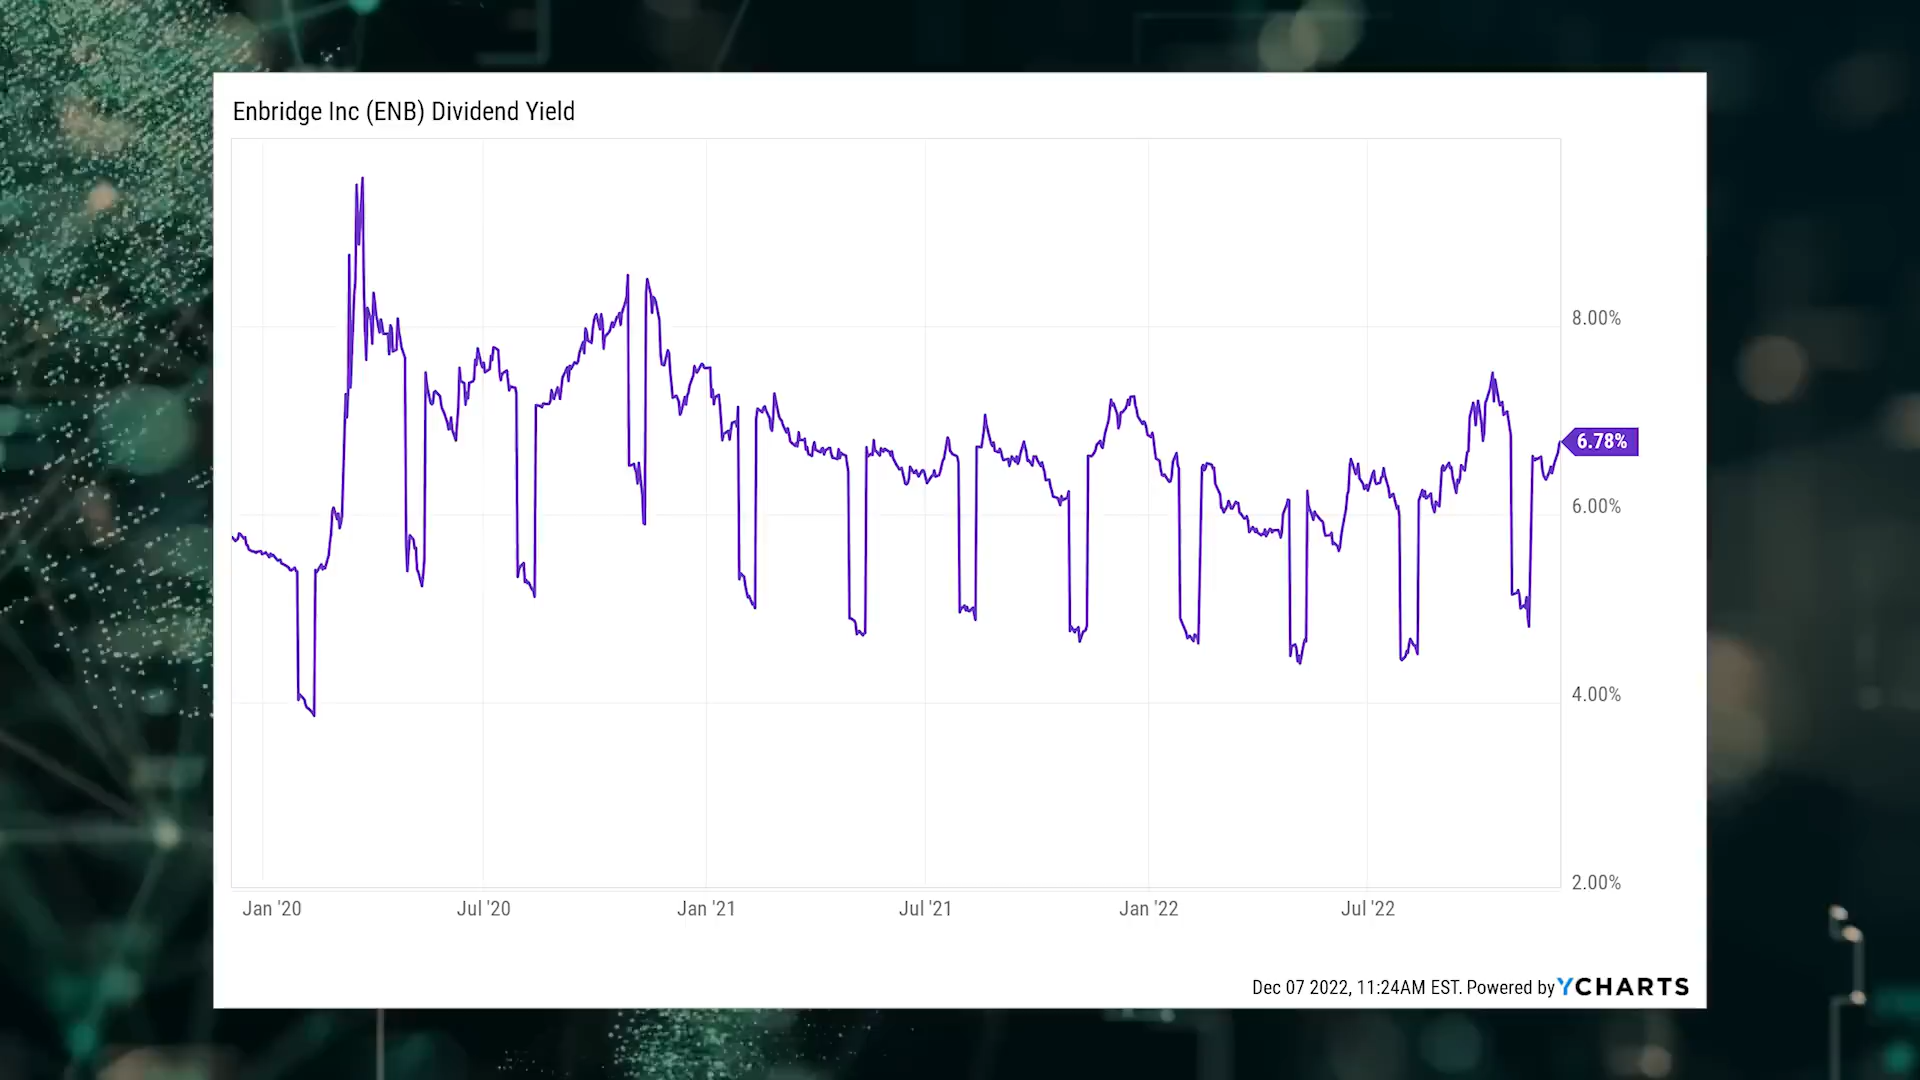 Enbridge Inc (ENB) Dividend Yield
8.00%
6.78%
6.00%
4.00%
2.00%
Jan '20 Jul '20 Jan '21 Jul '21 Jan '22 Jul '22
Dec 07 2022, 11:24AM EST. Powered by YCHARTS